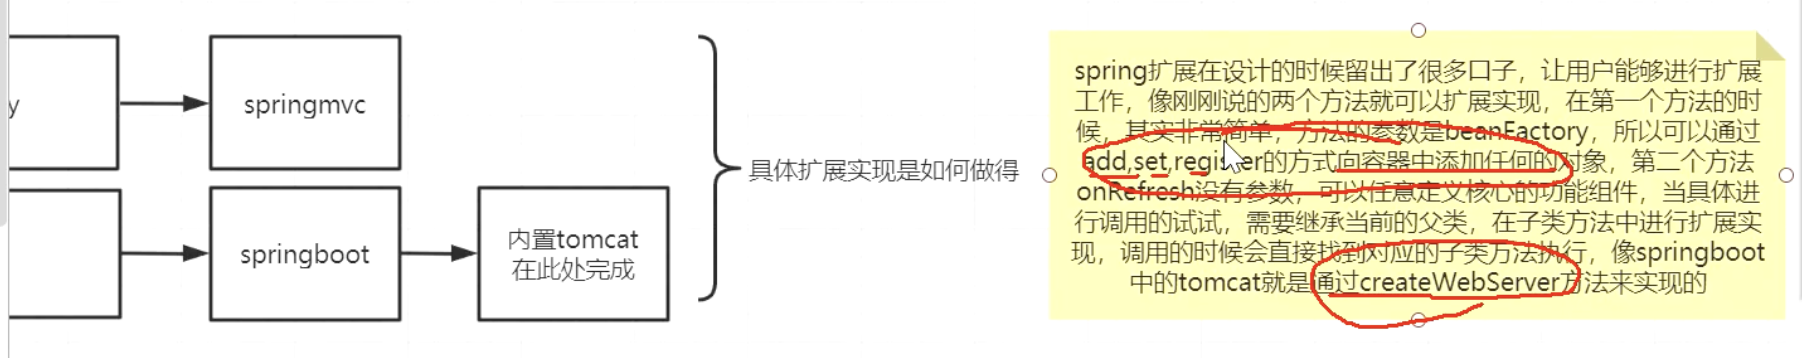 y
springmvc
springboot
内置tomcat
在此处完成
具体扩展实现是如何做得
spring扩展在设计的时候留出了很多口子，让用户能够进行扩展
工作，像刚刚说的两个方法就可以扩展实现，在第一个方法的时
候，其实非常简单，方法的参数是beanFactory，所以可以通过
add,set,register的方式向容器中添加任何的对象，第二个方法
onRefresh没有参数，可以任意定义核心的功能组件，当具体进
行调用的试试，需要继承当前的父类，在子类方法中进行扩展实
现，调用的时候会直接找到对应的子类方法执行，像springboot
中的tomcat就是通过createWebServer方法来实现的